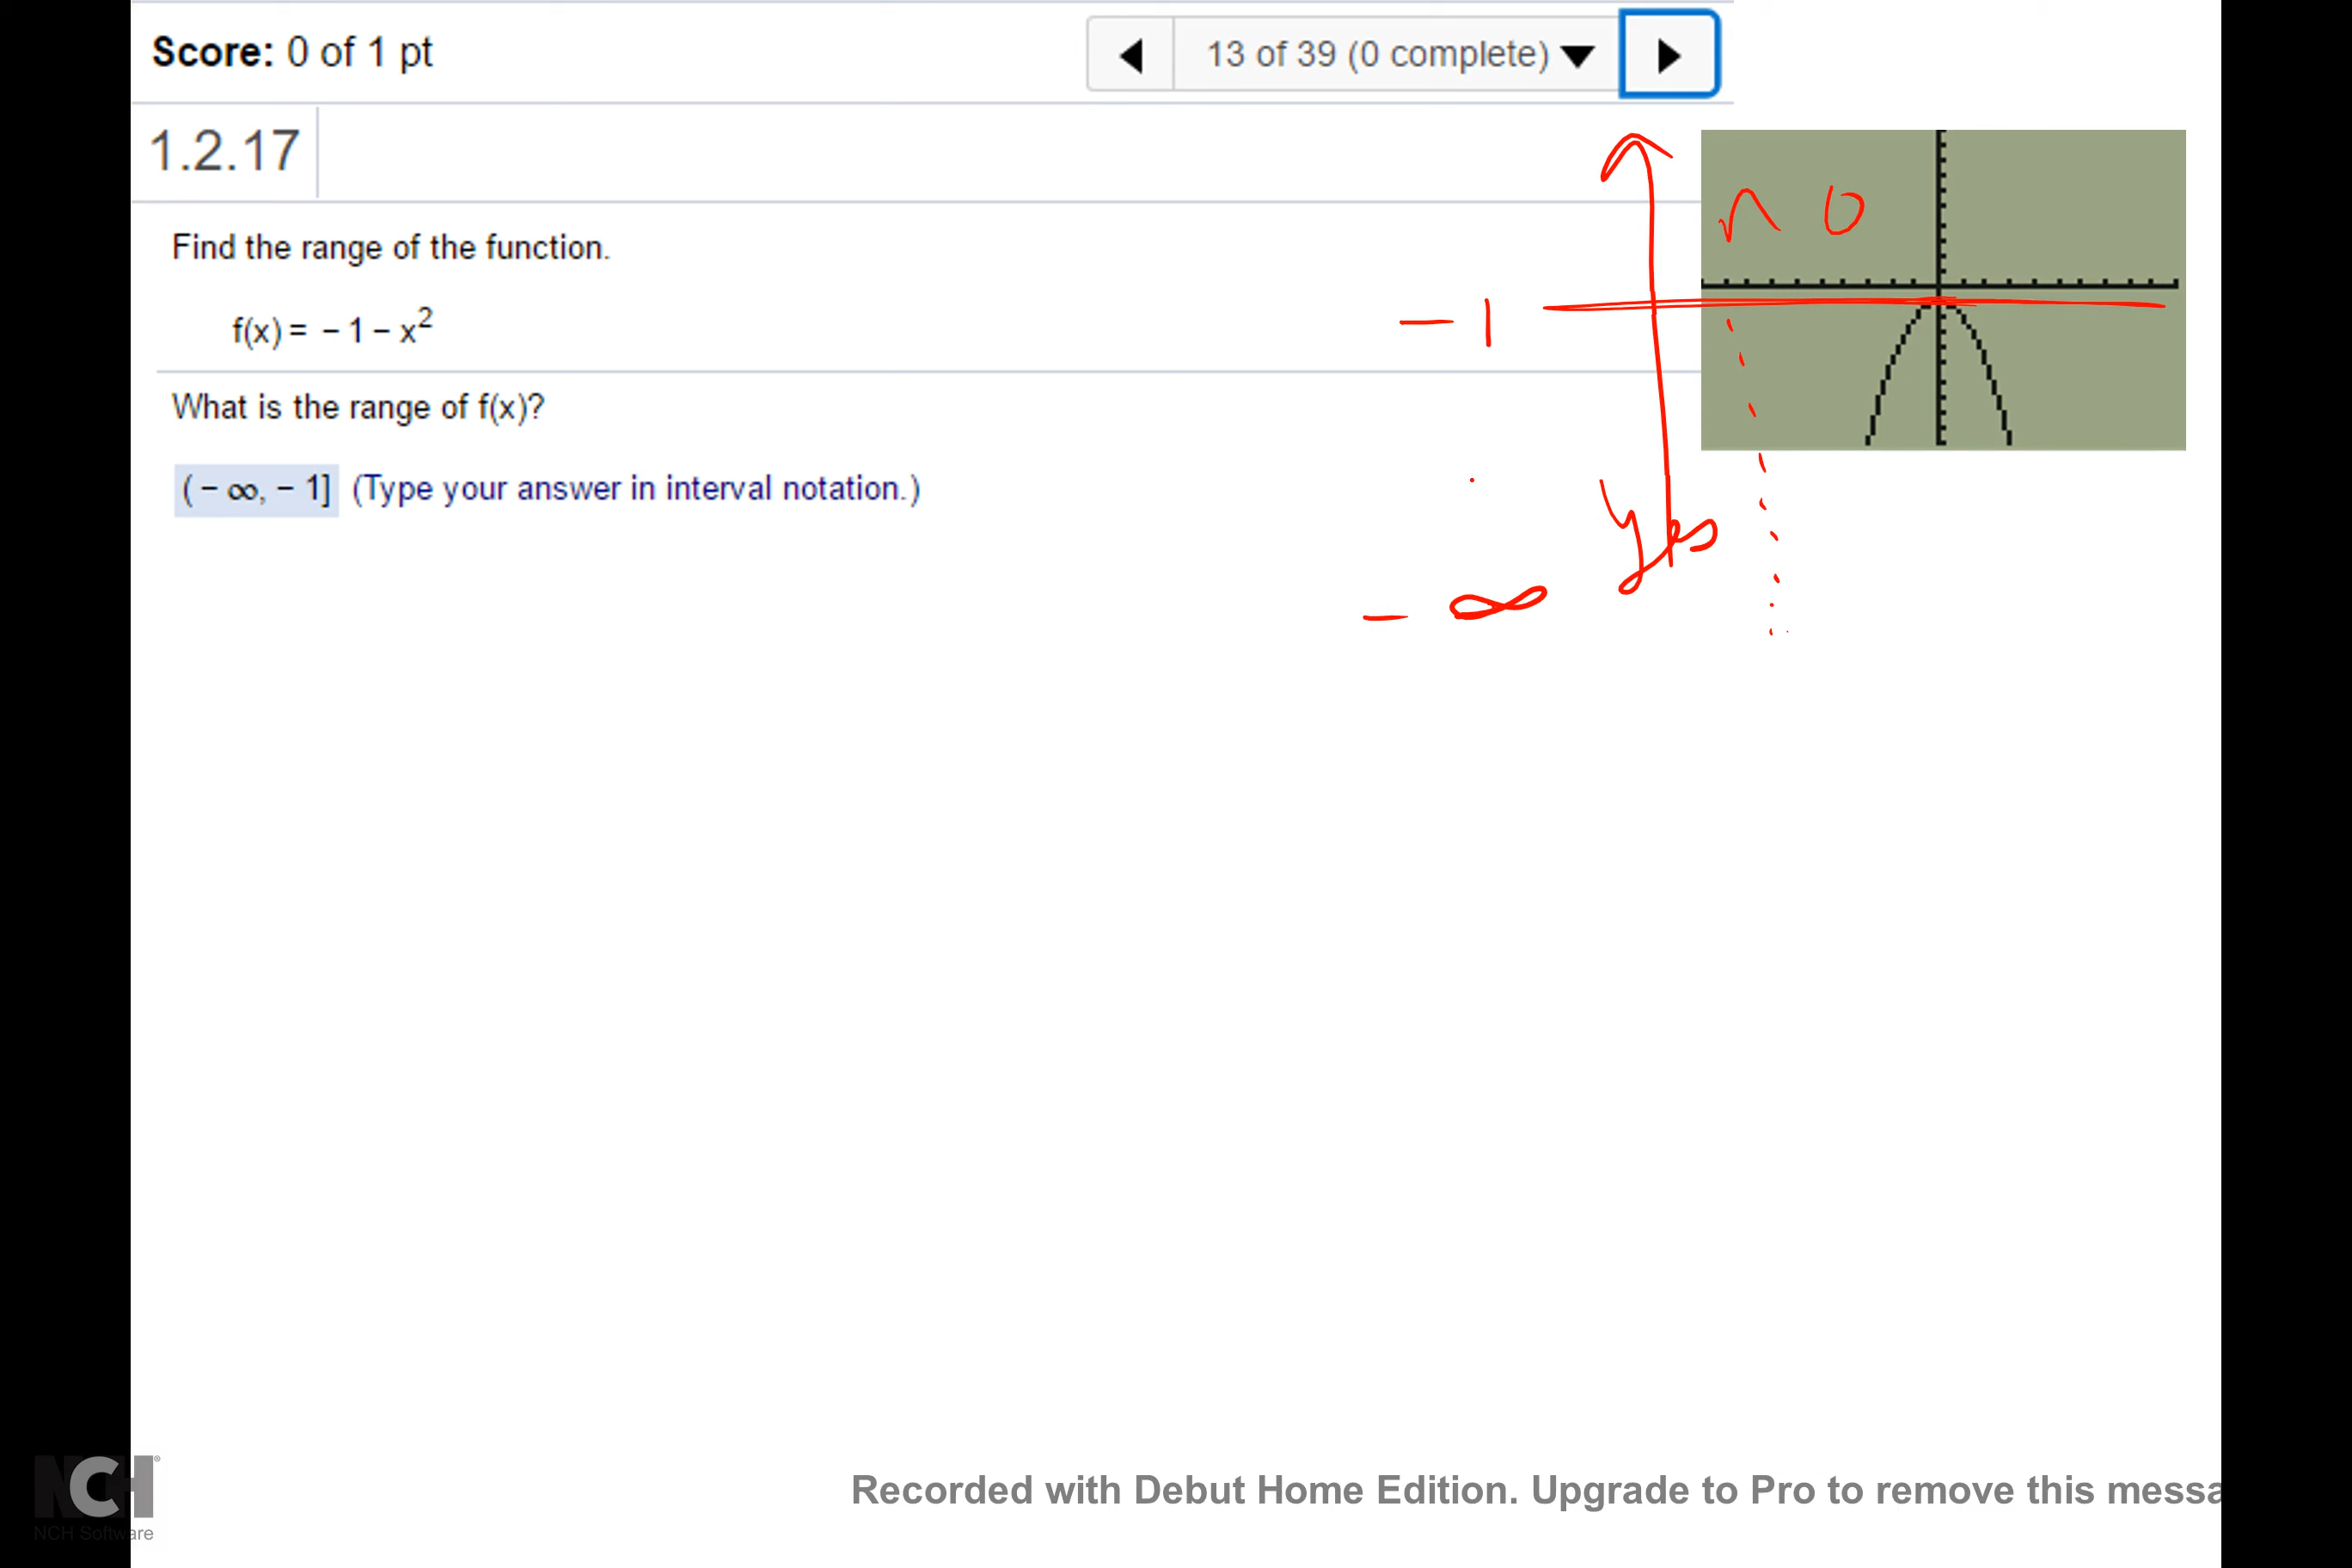 Score: 0 of 1 pt
13 of 39 (0 complete)
1.2.17
Find the range of the function.
f(x) = − 1 − x²
What is the range of f(x)?
(− ∞, − 1] (Type your answer in interval notation.)
no
− 1
yes
− ∞
NCH®
NCH Software
Recorded with Debut Home Edition. Upgrade to Pro to remove this messa